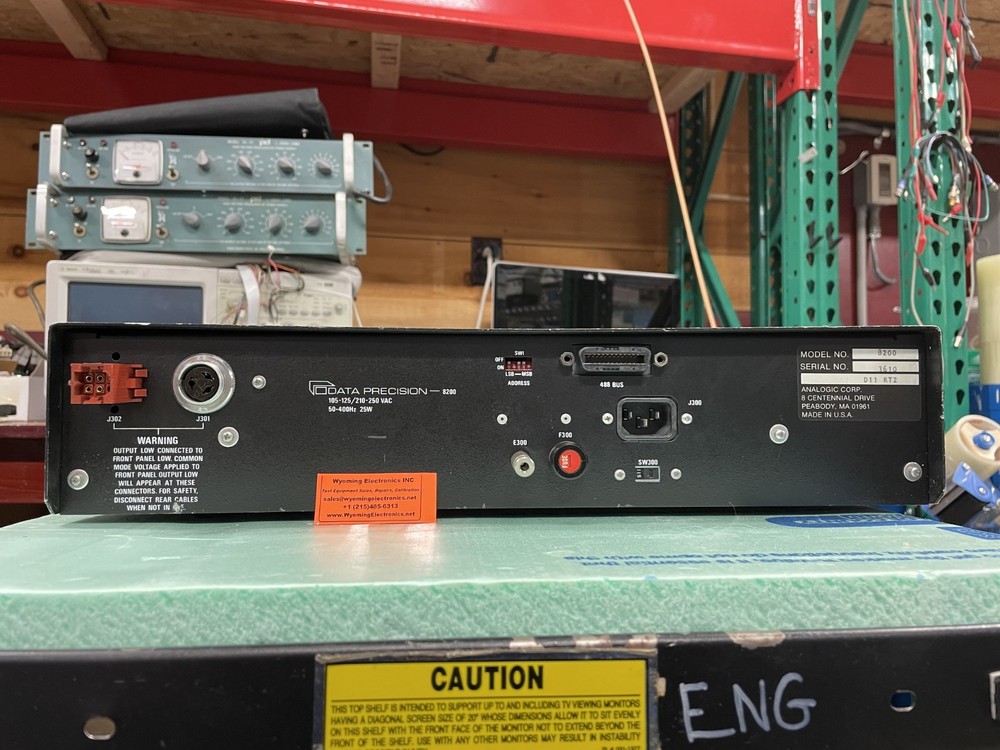 DATA PRECISION — 8200
105-125/210-250 VAC
50-400Hz 25W
J302
J301
WARNING
OUTPUT LOW CONNECTED TO
FRONT PANEL LOW. COMMON
MODE VOLTAGE APPLIED TO
FRONT PANEL OUTPUT LOW
WILL APPEAR AT THESE
CONNECTORS. FOR SAFETY,
DISCONNECT REAR CABLES
WHEN NOT IN
SW1
OFF
ON
LSB — MSB
ADDRESS
488 BUS
J300
E300
F300
SW300
MODEL NO. 8200
SERIAL NO. 1610
D11 RT2
ANALOGIC CORP.
8 CENTENNIAL DRIVE
PEABODY, MA 01961
MADE IN U.S.A.
Wyoming Electronics INC
Test Equipment Sales, Repairs, Calibration
sales@wyomingelectronics.net
+1 (215)485-6313
www.WyomingElectronics.net
CAUTION
THIS TOP SHELF IS INTENDED TO SUPPORT UP TO AND INCLUDING TV VIEWING MONITORS
HAVING A DIAGONAL SCREEN SIZE OF 20" WHOSE DIMENSIONS ALLOW IT TO SIT EVENLY
ON THIS SHELF WITH THE FRONT FACE OF THE MONITOR NOT TO EXTEND BEYOND THE
FRONT OF THE SHELF. USE WITH ANY OTHER MONITORS MAY RESULT IN INSTABILITY
ENG